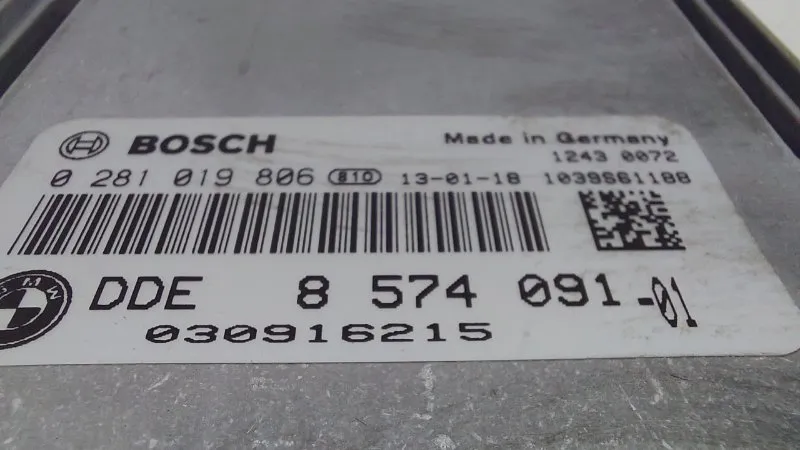 BOSCH Made in Germany
1243 0072
0 281 019 806 810 13-01-18 1039S61188
BMW DDE 8 574 091-01
030916215